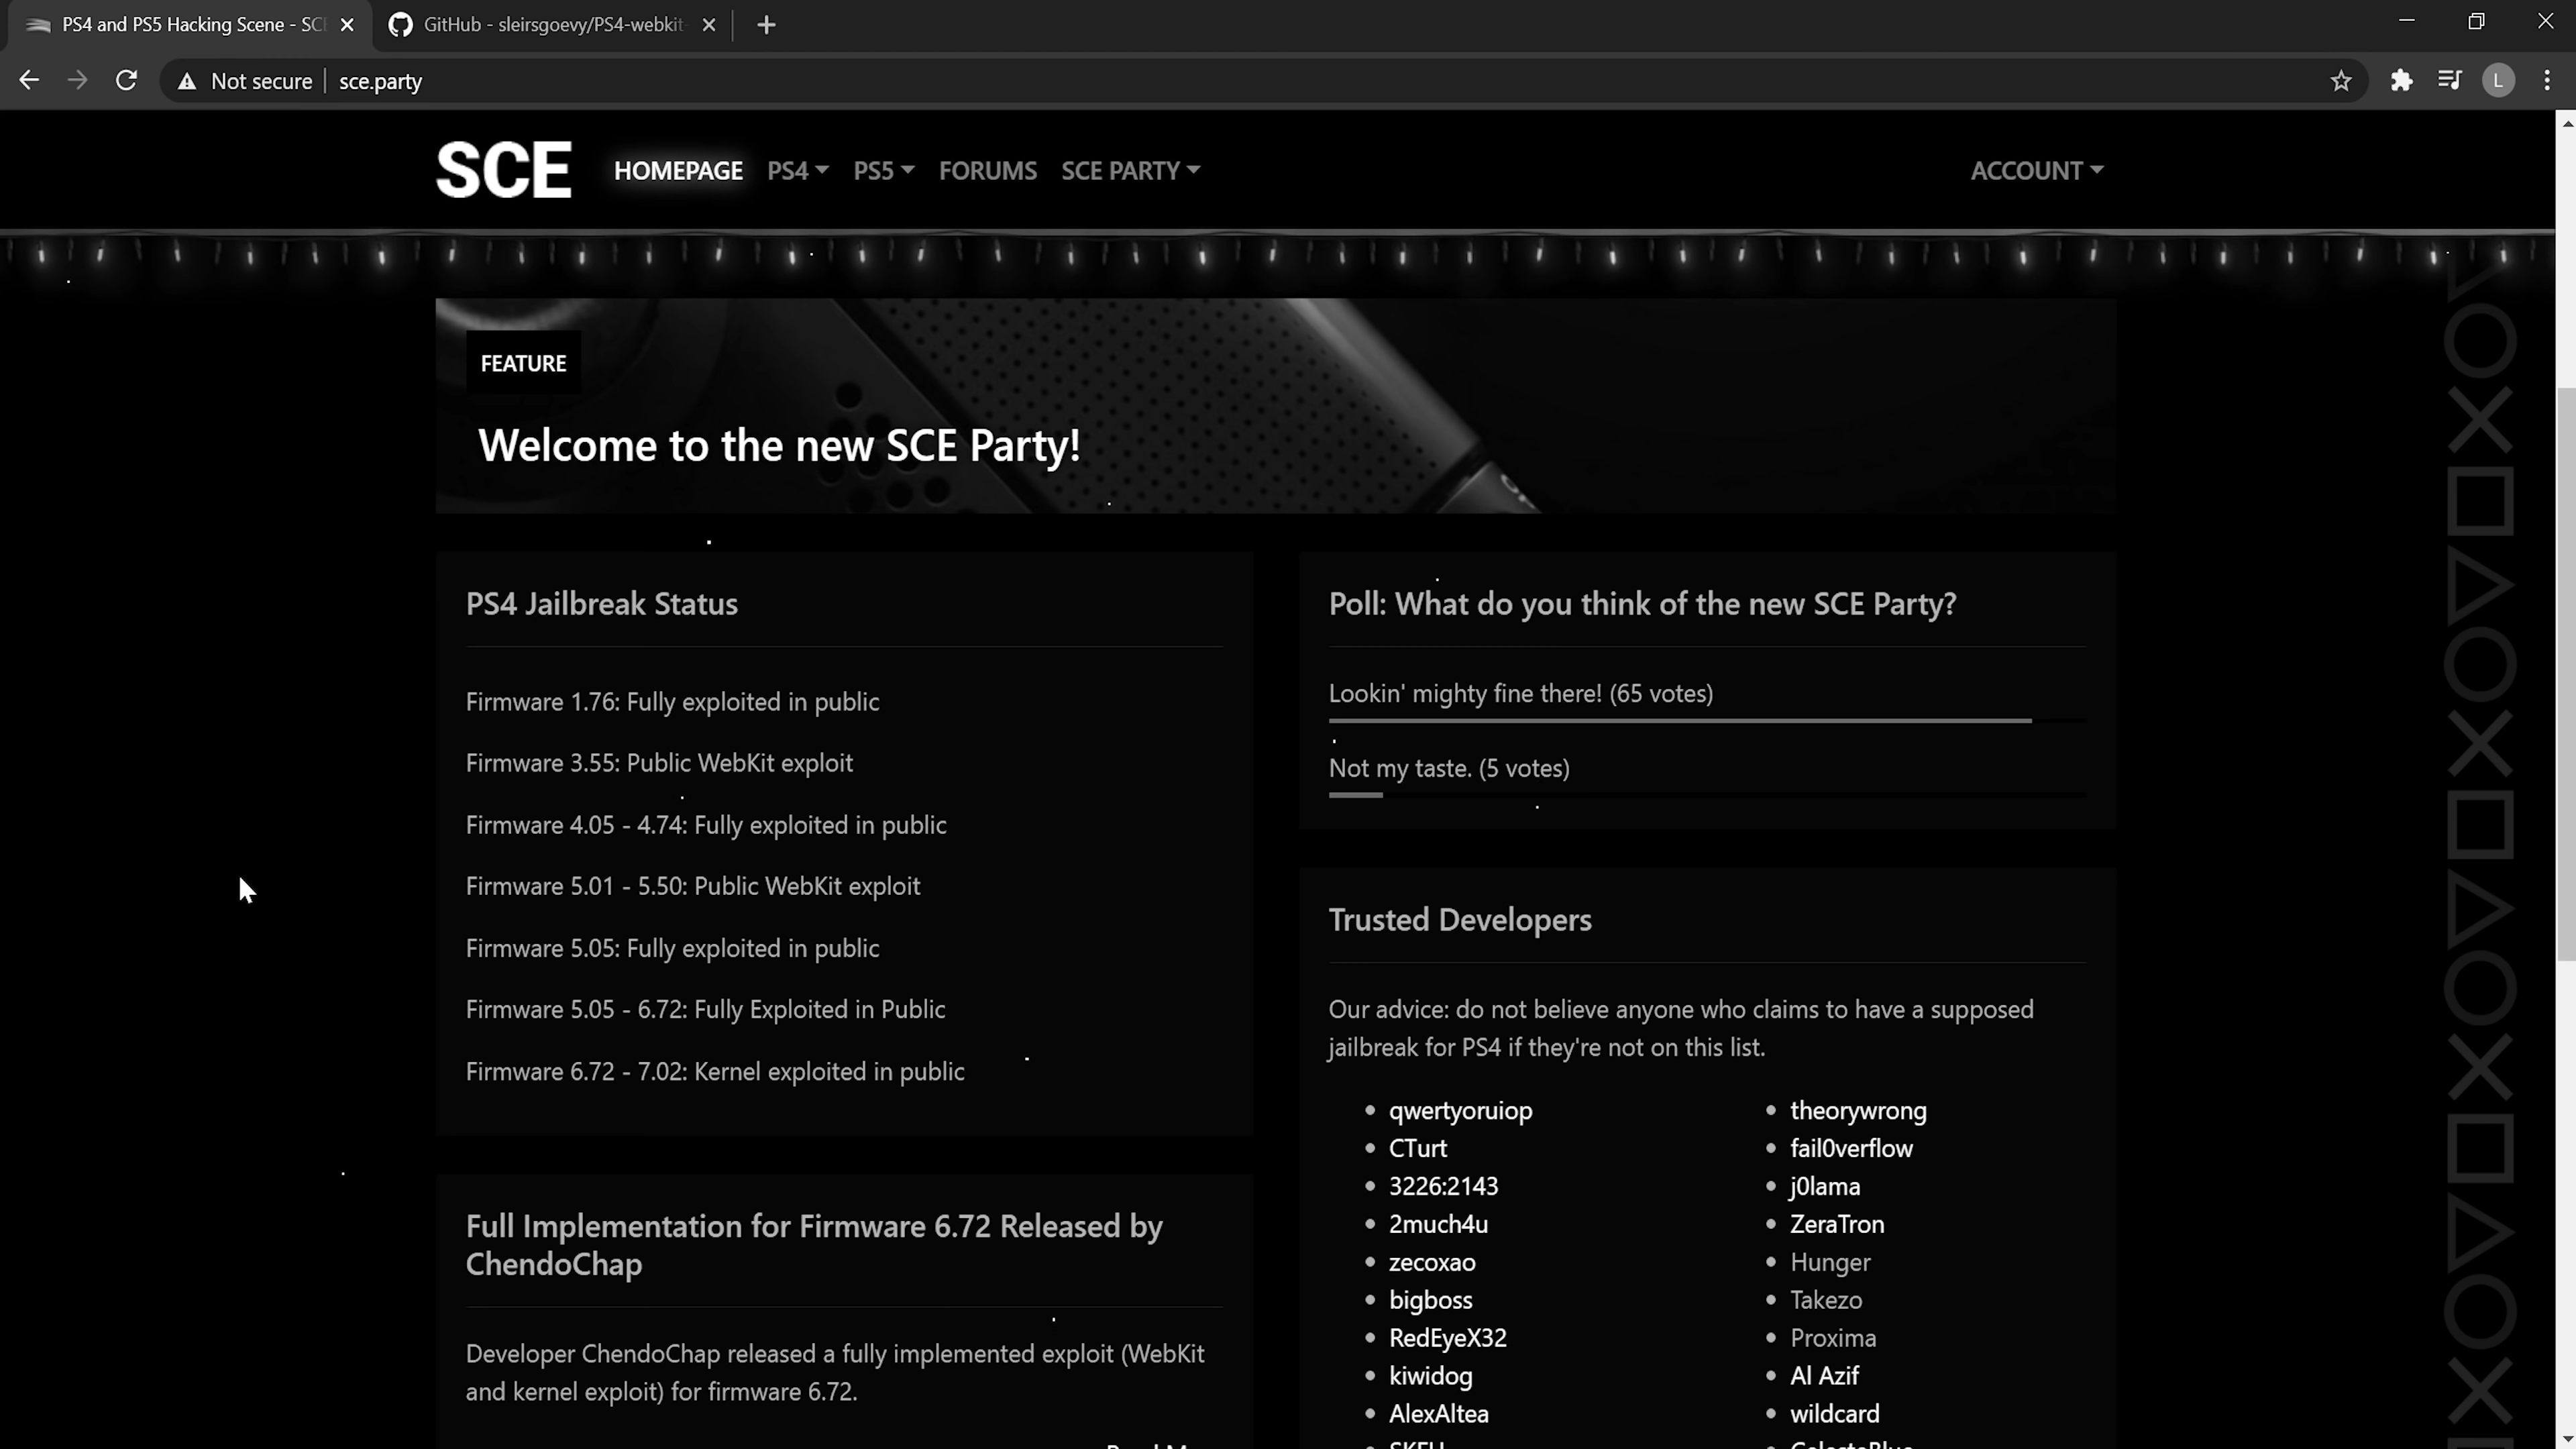 PS4 and PS5 Hacking Scene - SCE
GitHub - sleirsgoevy/PS4-webkit-
Not secure
sce.party
L
SCE
HOMEPAGE
PS4
PS5
FORUMS
SCE PARTY
ACCOUNT
FEATURE
Welcome to the new SCE Party!
PS4 Jailbreak Status
Firmware 1.76: Fully exploited in public
Firmware 3.55: Public WebKit exploit
Firmware 4.05 - 4.74: Fully exploited in public
Firmware 5.01 - 5.50: Public WebKit exploit
Firmware 5.05: Fully exploited in public
Firmware 5.05 - 6.72: Fully Exploited in Public
Firmware 6.72 - 7.02: Kernel exploited in public
Full Implementation for Firmware 6.72 Released by
ChendoChap
Developer ChendoChap released a fully implemented exploit (WebKit
and kernel exploit) for firmware 6.72.
Poll: What do you think of the new SCE Party?
Lookin' mighty fine there! (65 votes)
Not my taste. (5 votes)
Trusted Developers
Our advice: do not believe anyone who claims to have a supposed
jailbreak for PS4 if they're not on this list.
qwertyoruiop
CTurt
3226:2143
2much4u
zecoxao
bigboss
RedEyeX32
kiwidog
AlexAltea
theorywrong
fail0verflow
j0lama
ZeraTron
Hunger
Takezo
Proxima
Al Azif
wildcard